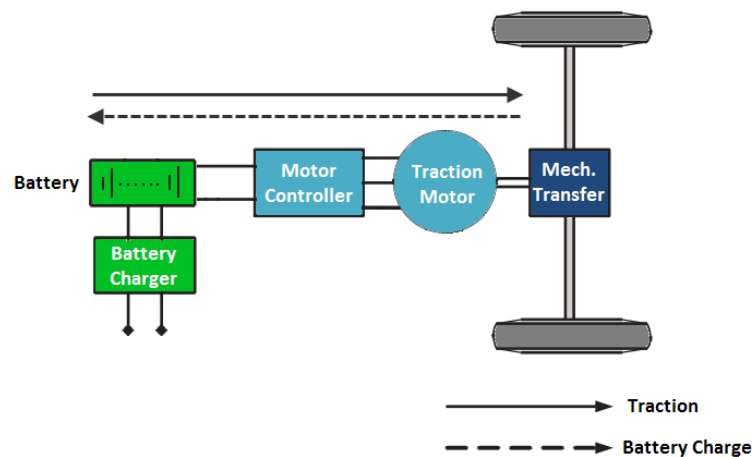 Battery
Motor
Controller
Traction
Motor
Mech.
Transfer
Battery
Charger
Traction
Battery Charge